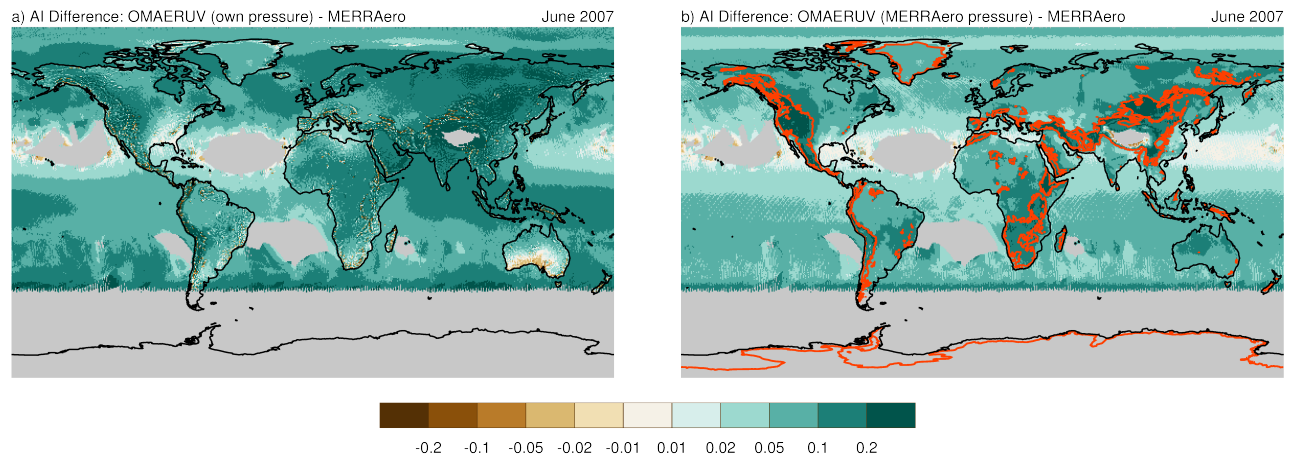 a) AI Difference: OMAERUV (own pressure) - MERRAero June 2007
b) AI Difference: OMAERUV (MERRAero pressure) - MERRAero June 2007
-0.2 -0.1 -0.05 -0.02 -0.01 0.01 0.02 0.05 0.1 0.2